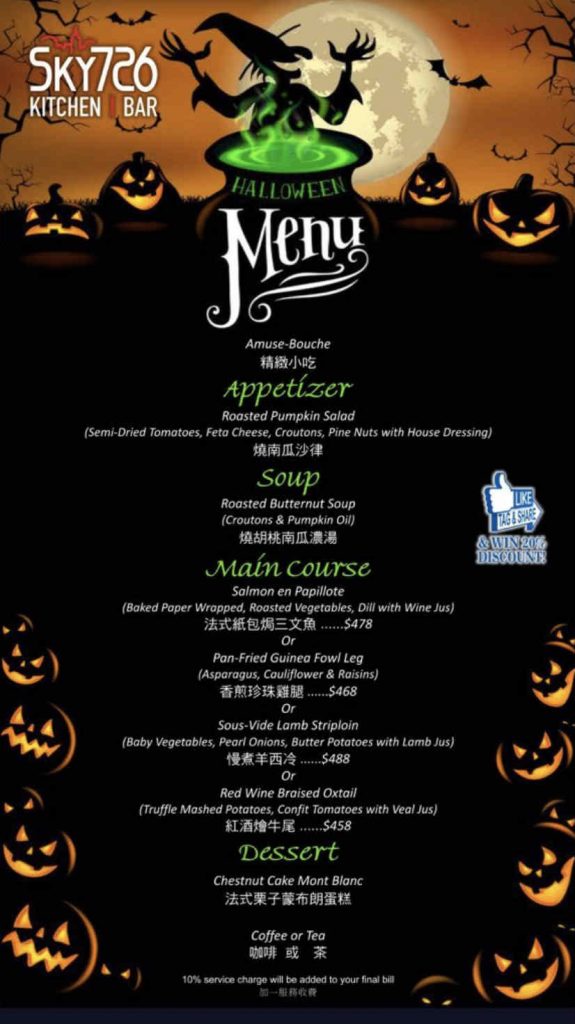 SKY726
KITCHEN BAR
HALLOWEEN
Menu
Amuse-Bouche
精緻小吃
Appetizer
Roasted Pumpkin Salad
(Semi-Dried Tomatoes, Feta Cheese, Croutons, Pine Nuts with House Dressing)
燒南瓜沙律
Soup
Roasted Butternut Soup
(Croutons & Pumpkin Oil)
燒胡桃南瓜濃湯
LIKE
TAG & SHARE
& WIN 20%
DISCOUNT!
Main Course
Salmon en Papillote
(Baked Paper Wrapped, Roasted Vegetables, Dill with Wine Jus)
法式紙包焗三文魚 ......$478
Or
Pan-Fried Guinea Fowl Leg
(Asparagus, Cauliflower & Raisins)
香煎珍珠雞腿 ......$468
Or
Sous-Vide Lamb Striploin
(Baby Vegetables, Pearl Onions, Butter Potatoes with Lamb Jus)
慢煮羊西冷 ......$488
Or
Red Wine Braised Oxtail
(Truffle Mashed Potatoes, Confit Tomatoes with Veal Jus)
紅酒燴牛尾 ......$458
Dessert
Chestnut Cake Mont Blanc
法式栗子蒙布朗蛋糕
Coffee or Tea
咖啡 或 茶
10% service charge will be added to your final bill
加一服務收費